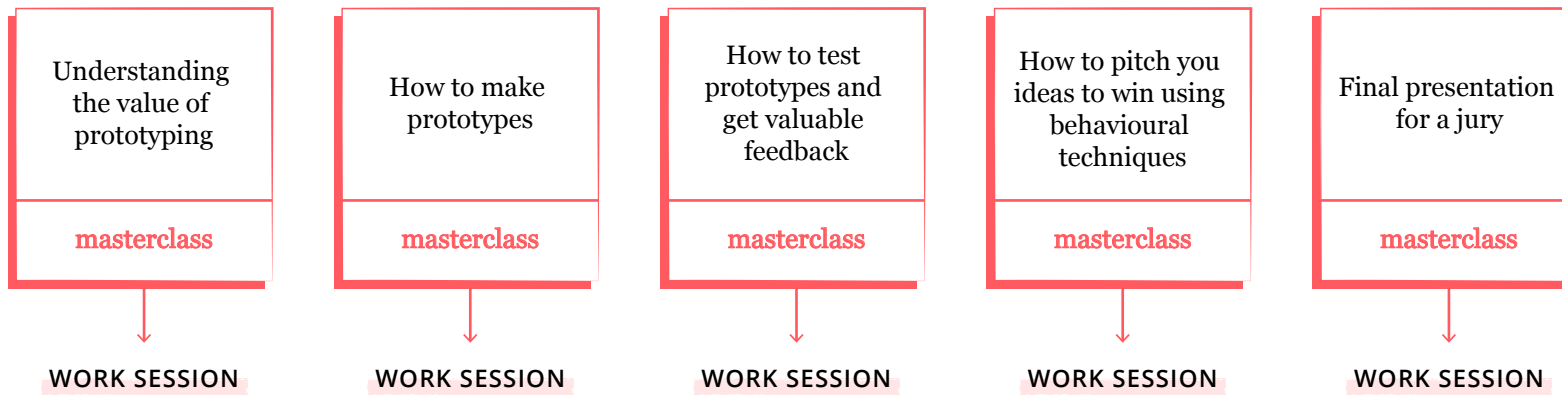 Understanding
the value of
prototyping
masterclass
WORK SESSION
How to make
prototypes
masterclass
WORK SESSION
How to test
prototypes and
get valuable
feedback
masterclass
WORK SESSION
How to pitch you
ideas to win using
behavioural
techniques
masterclass
WORK SESSION
Final presentation
for a jury
masterclass
WORK SESSION